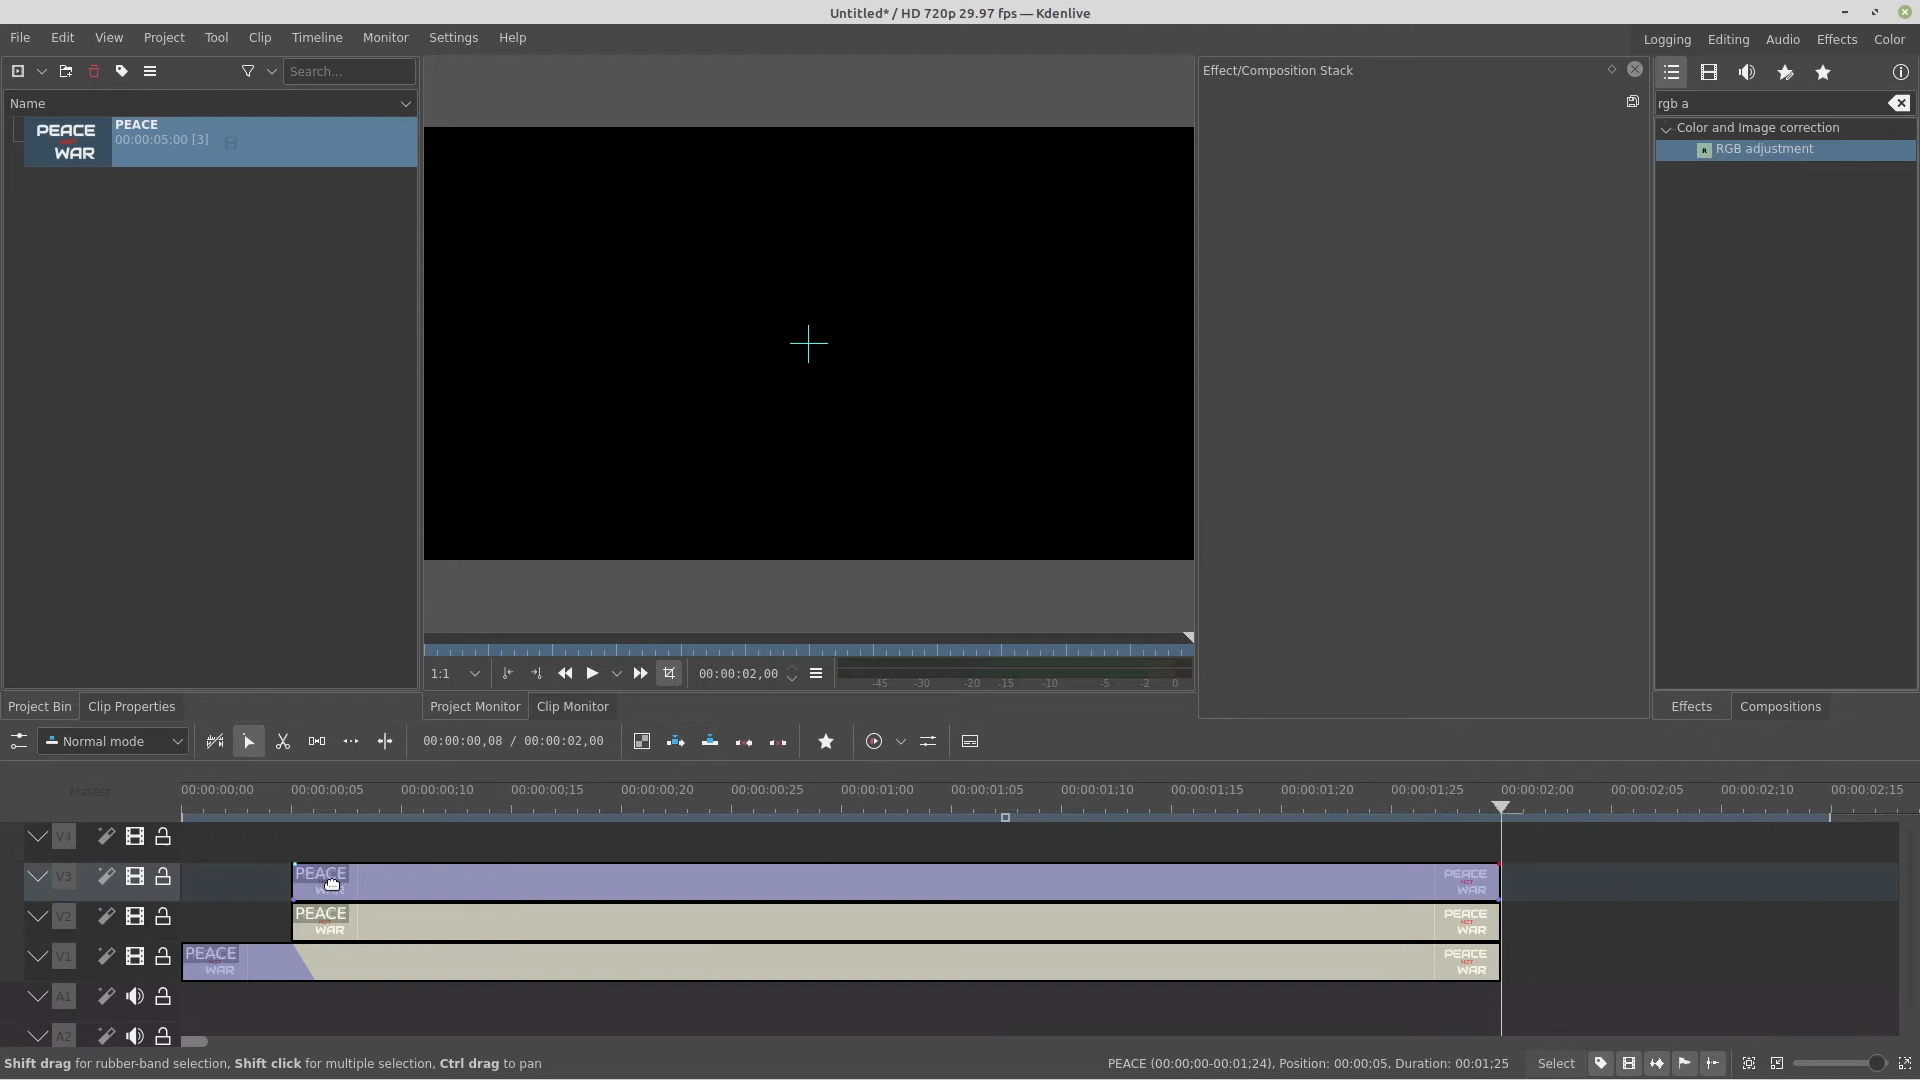 Untitled* / HD 720p 29.97 fps — Kdenlive
File Edit View Project Tool Clip Timeline Monitor Settings Help
Logging Editing Audio Effects Color
Search...
Name
PEACE
WAR
PEACE
00:00:05;00 [3]
Effect/Composition Stack
rgb a
Color and Image correction
RGB adjustment
1:1
00:00:02,00
-45 -30 -20 -15 -10 -5 -2 0
Project Bin Clip Properties
Project Monitor Clip Monitor
Effects Compositions
Normal mode
00:00:00,08 / 00:00:02,00
Master
00:00:00;00 00:00:00;05 00:00:00;10 00:00:00;15 00:00:00;20 00:00:00;25 00:00:01;00 00:00:01;05 00:00:01;10 00:00:01;15 00:00:01;20 00:00:01;25 00:00:02;00 00:00:02;05 00:00:02;10 00:00:02;15
V4
V3
PEACE
WAR
PEACE
NOT
WAR
V2
PEACE
WAR
PEACE
NOT
WAR
V1
PEACE
WAR
PEACE
NOT
WAR
A1
A2
Shift drag for rubber-band selection, Shift click for multiple selection, Ctrl drag to pan
PEACE (00:00;00-00:01;24), Position: 00:00;05, Duration: 00:01;25
Select